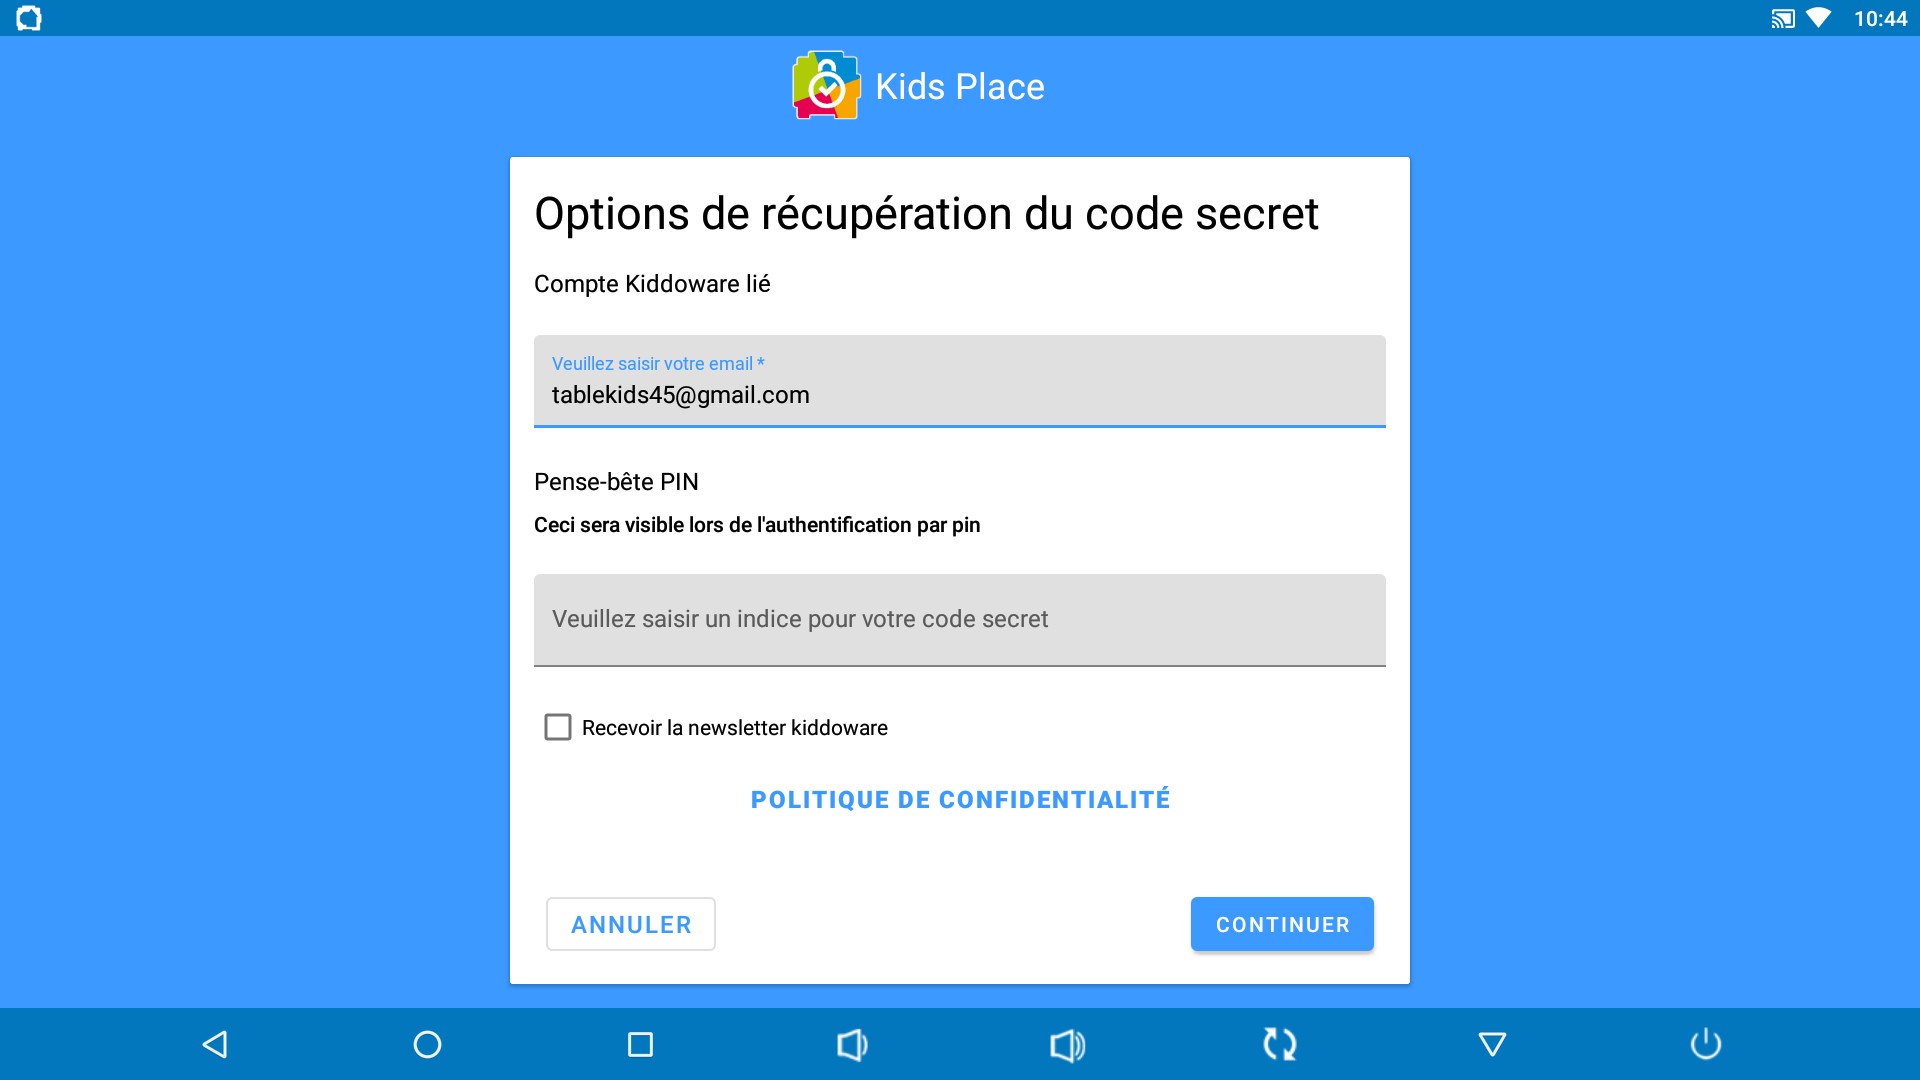 10:44
Kids Place
Options de récupération du code secret
Compte Kiddoware lié
Veuillez saisir votre email *
tablekids45@gmail.com
Pense-bête PIN
Ceci sera visible lors de l'authentification par pin
Veuillez saisir un indice pour votre code secret
Recevoir la newsletter kiddoware
POLITIQUE DE CONFIDENTIALITÉ
ANNULER
CONTINUER